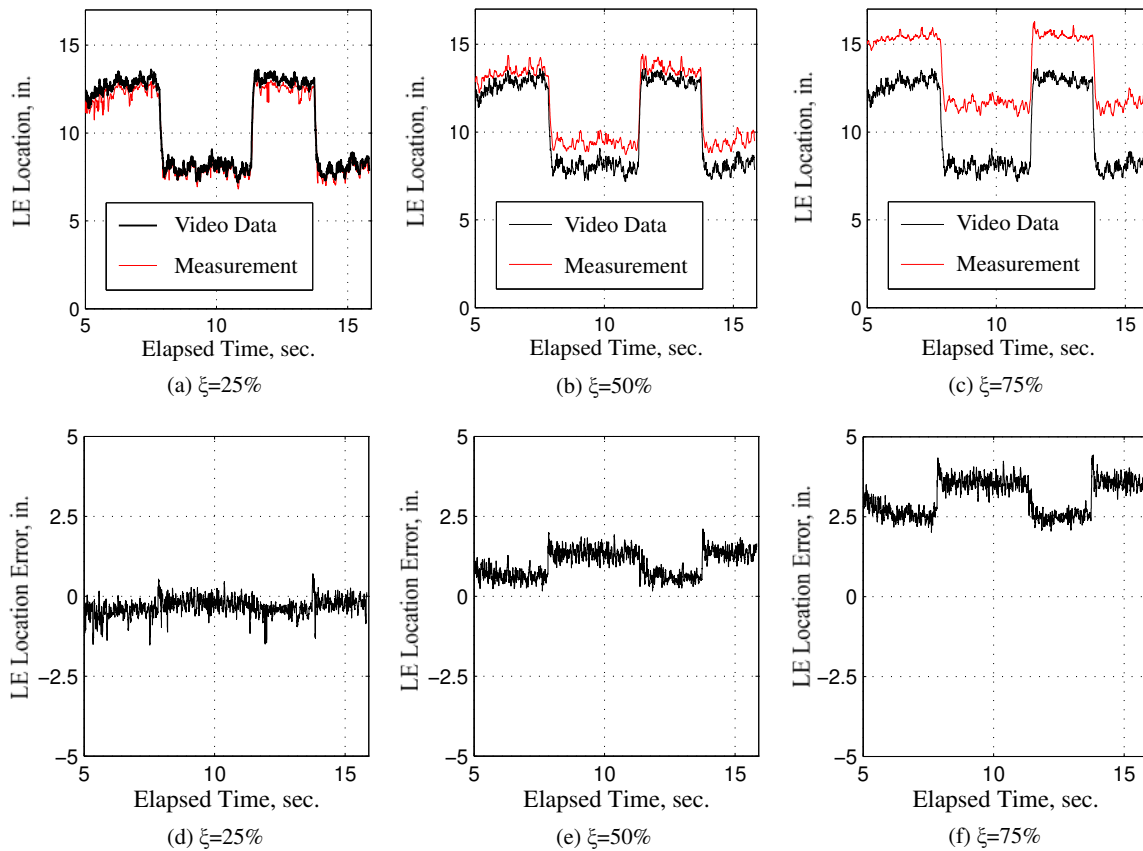 15
10
5
0
5
10
15
LE Location, in.
Elapsed Time, sec.
Video Data
Measurement
(a) ξ=25%
15
10
5
0
5
10
15
LE Location, in.
Elapsed Time, sec.
Video Data
Measurement
(b) ξ=50%
15
10
5
0
5
10
15
LE Location, in.
Elapsed Time, sec.
Video Data
Measurement
(c) ξ=75%
5
2.5
0
−2.5
−5
5
10
15
LE Location Error, in.
Elapsed Time, sec.
(d) ξ=25%
5
2.5
0
−2.5
−5
5
10
15
LE Location Error, in.
Elapsed Time, sec.
(e) ξ=50%
5
2.5
0
−2.5
−5
5
10
15
LE Location Error, in.
Elapsed Time, sec.
(f) ξ=75%